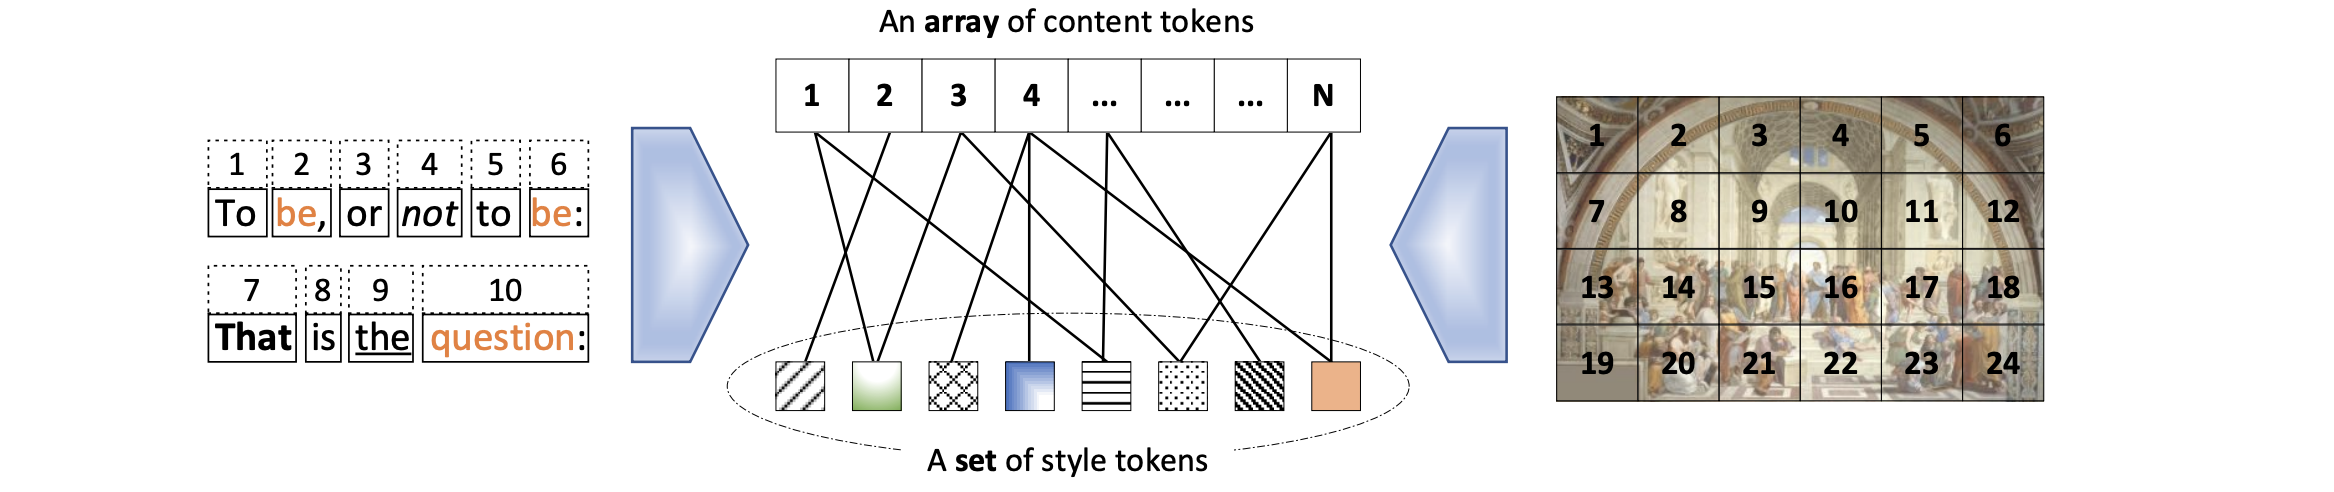 An array of content tokens
1 2 3 4 ... ... ... N
1 2 3 4 5 6
To be, or not to be:
7 8 9 10
That is the question:
A set of style tokens
1 2 3 4 5 6
7 8 9 10 11 12
13 14 15 16 17 18
19 20 21 22 23 24